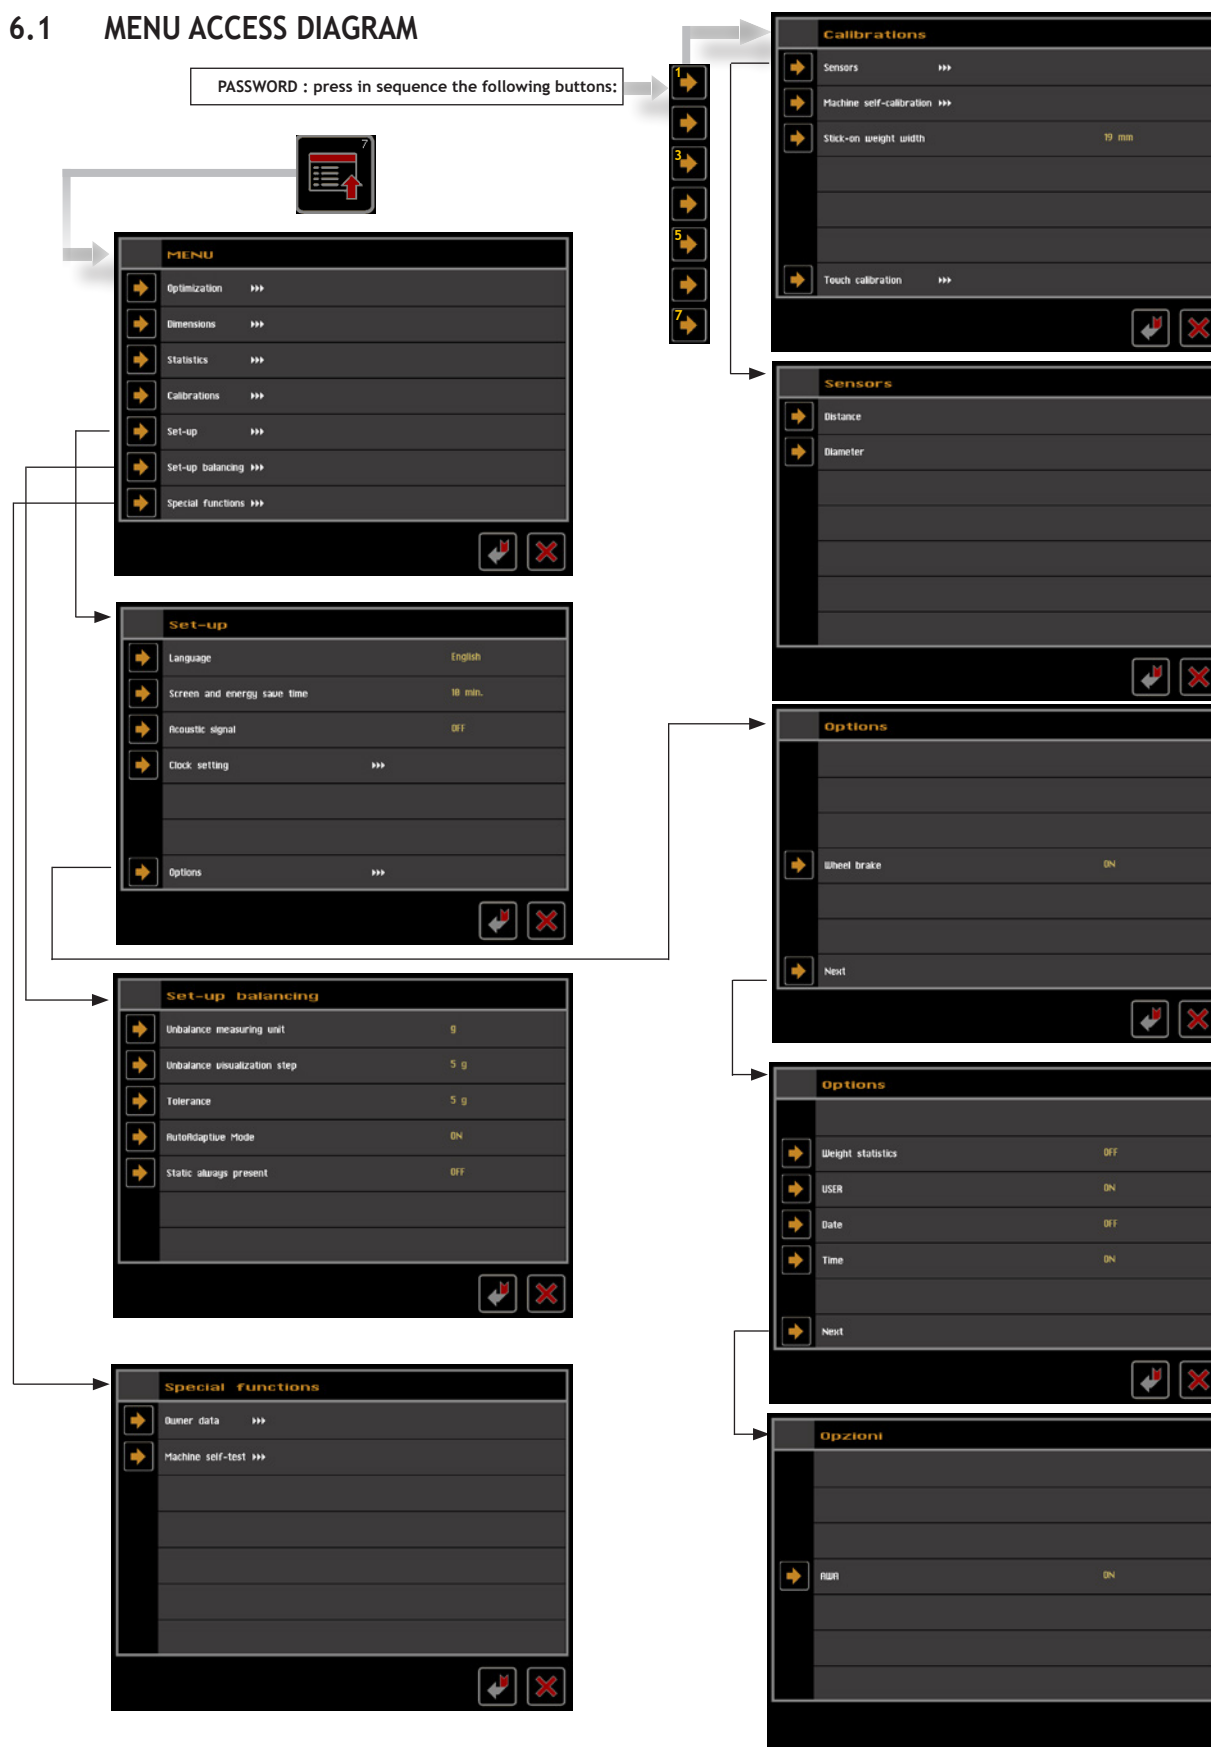 6.1 MENU ACCESS DIAGRAM
PASSWORD : press in sequence the following buttons:
1
3
5
7
7
MENU
Optimization
Dimensions
Statistics
Calibrations
Set-up
Set-up balancing
Special functions
Set-up
Language English
Screen and energy save time 10 min.
Acoustic signal OFF
Clock setting
Options
Set-up balancing
Unbalance measuring unit g
Unbalance visualization step 5 g
Tolerance 5 g
AutoAdaptive Mode ON
Static always present OFF
Special functions
Owner data
Machine self-test
Calibrations
Sensors
Machine self-calibration
Stick-on weight width 19 mm
Touch calibration
Sensors
Distance
Diameter
Options
Wheel brake ON
Next
Options
Weight statistics OFF
USER ON
Date OFF
Time ON
Next
Opzioni
AWA ON